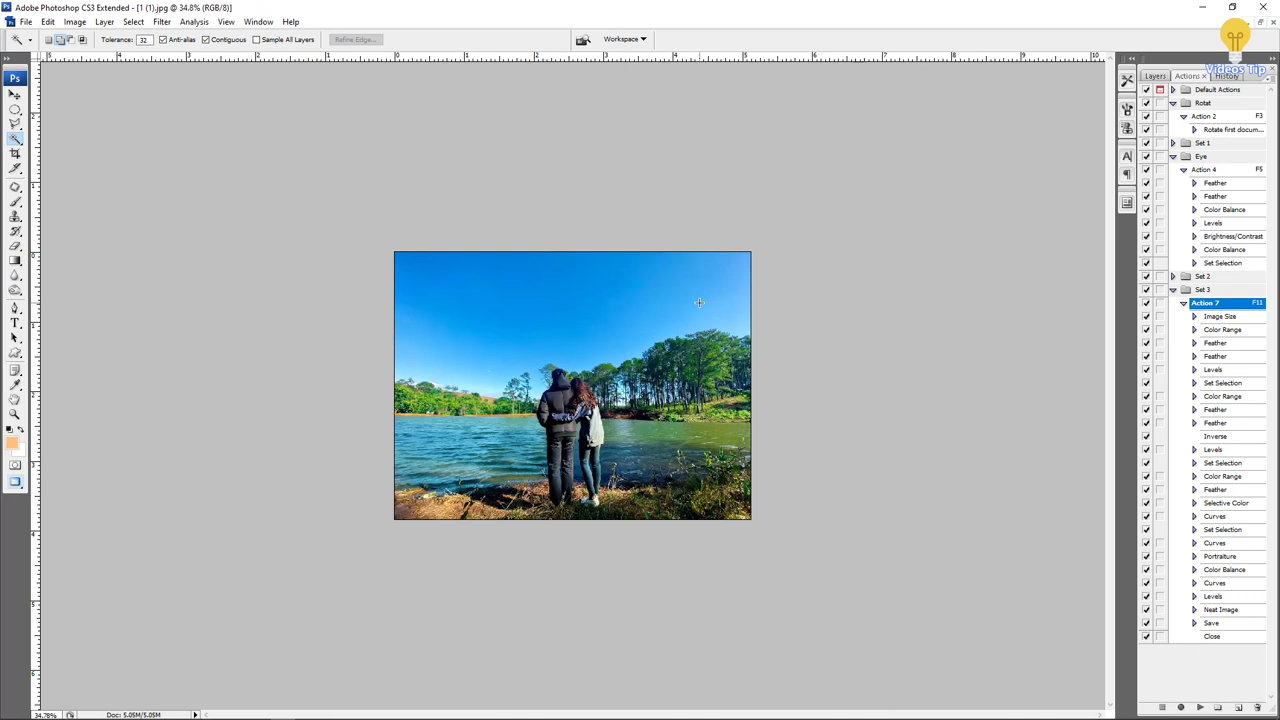 Adobe Photoshop CS3 Extended - [1 (1).jpg @ 34.8% (RGB/8)]
File Edit Image Layer Select Filter Analysis View Window Help
Tolerance: 32 Anti-alias Contiguous Sample All Layers Refine Edge... Workspace
Videos Tip
Layers Actions × History
Ps
Default Actions
Rotat
Action 2 F3
Rotate first docum...
Set 1
Eye
Action 4 F5
Feather
Feather
Color Balance
Levels
Brightness/Contrast
Color Balance
Set Selection
Set 2
Set 3
Action 7 F11
Image Size
Color Range
Feather
Feather
Levels
Set Selection
Color Range
Feather
Feather
Inverse
Levels
Set Selection
Color Range
Feather
Selective Color
Curves
Set Selection
Curves
Portraiture
Color Balance
Curves
Levels
Neat Image
Save
Close
34.78% Doc: 5.05M/5.05M